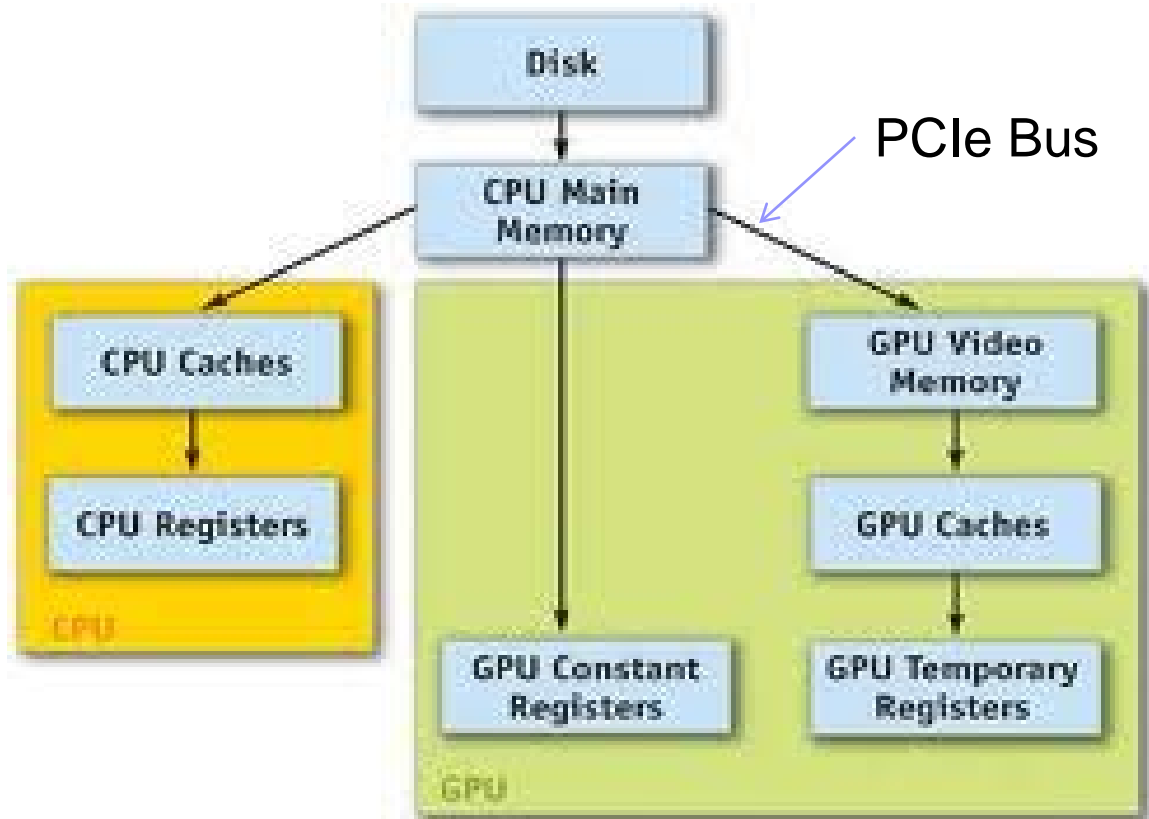 Disk
PCIe Bus
CPU Main
Memory
CPU Caches
GPU Video
Memory
CPU Registers
GPU Caches
CPU
GPU Constant
Registers
GPU Temporary
Registers
GPU